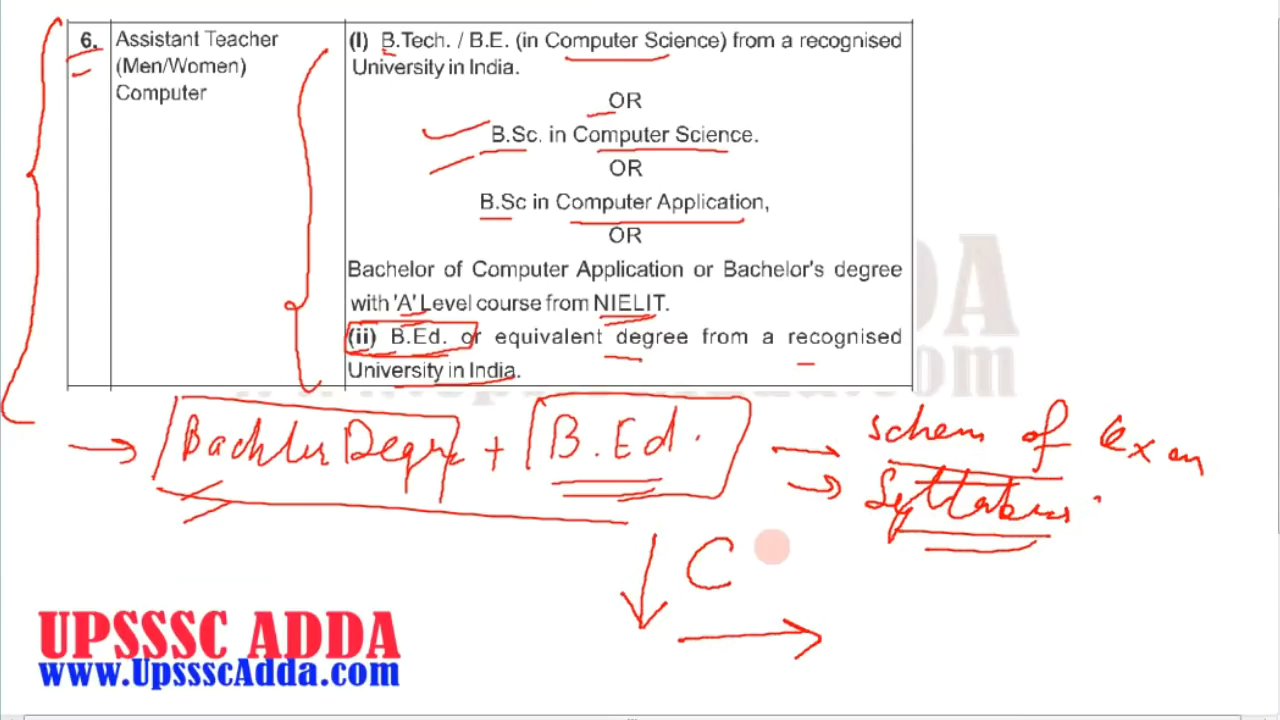 6. Assistant Teacher (I) B.Tech. / B.E. (in Computer Science) from a recognised
(Men/Women) University in India.
Computer
OR
B.Sc. in Computer Science.
OR
B.Sc in Computer Application,
OR
Bachelor of Computer Application or Bachelor's degree
with 'A' Level course from NIELIT.
(ii) B.Ed. or equivalent degree from a recognised
University in India.
Bachler Degre + B.Ed. schem of Exam
Syllabus
C
UPSSSC ADDA
www.UpssscAdda.com